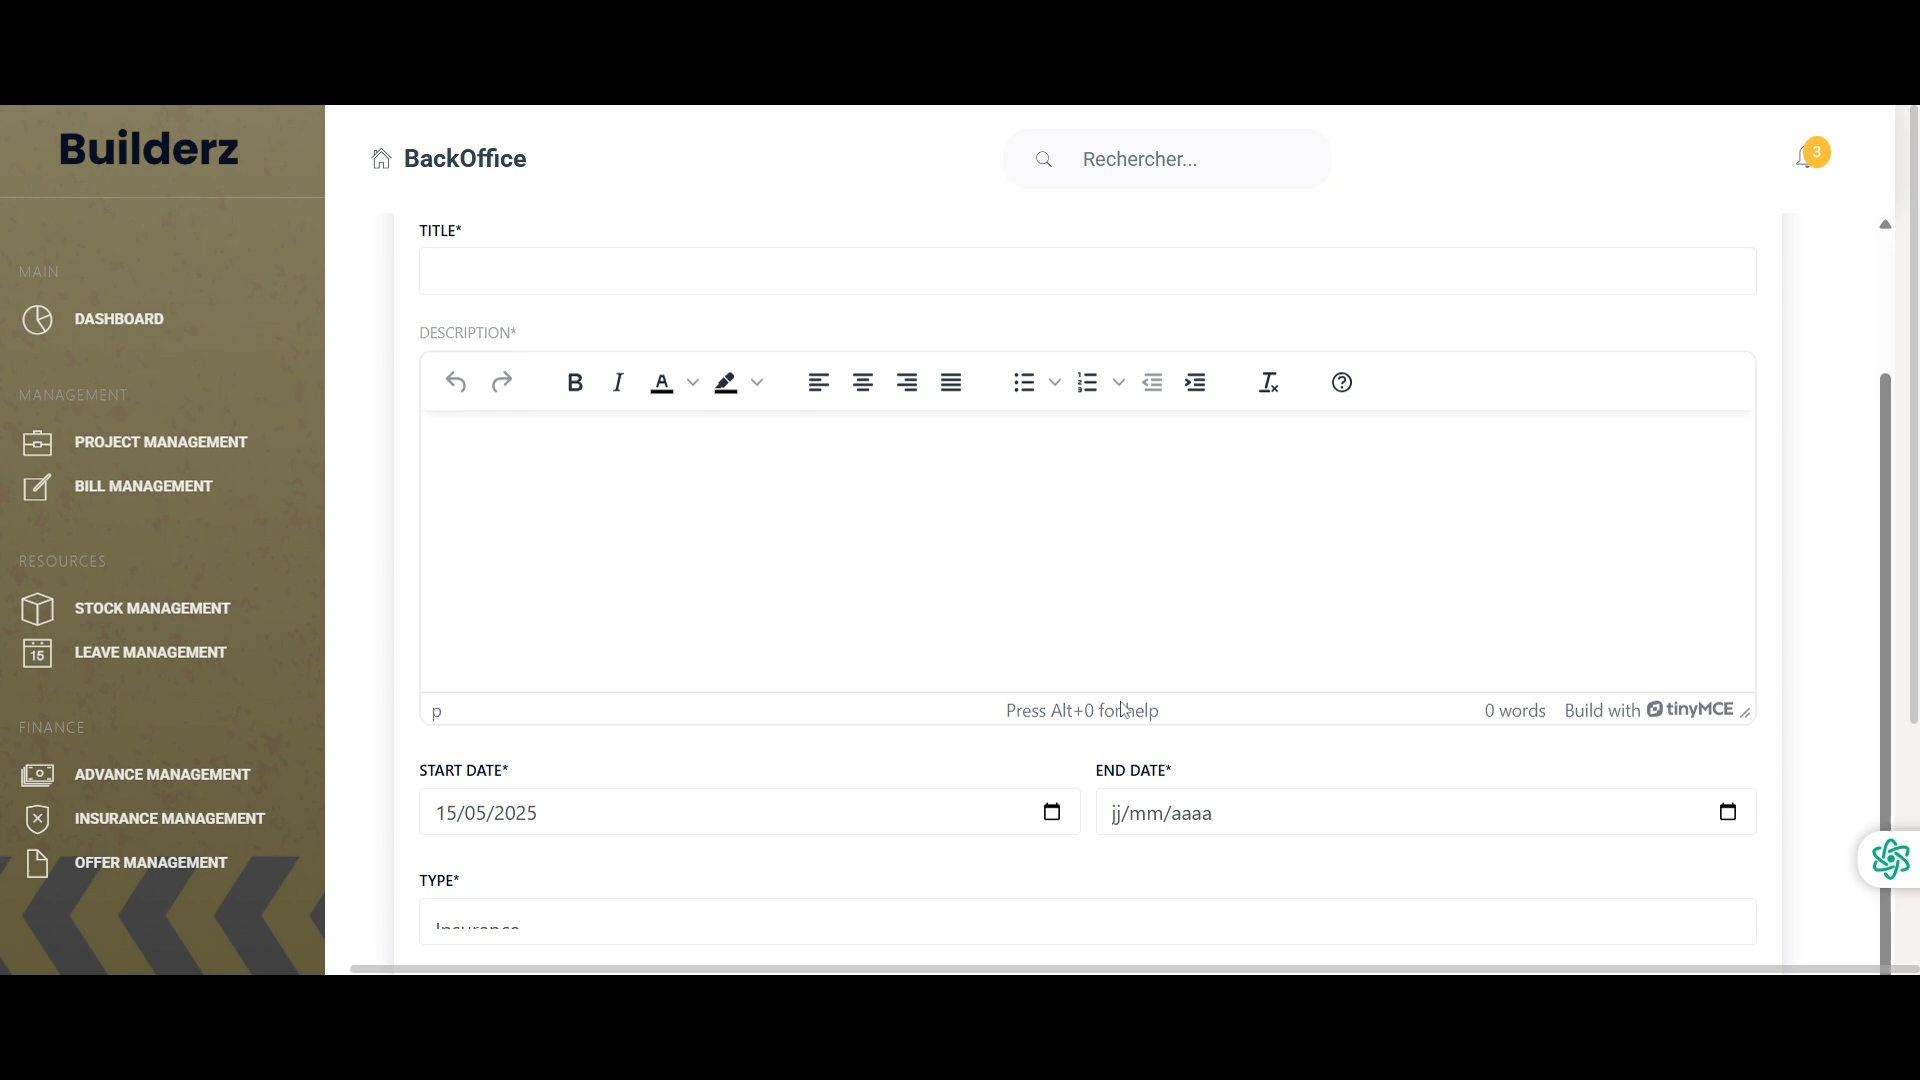 Builderz
BackOffice
Rechercher...
3
MAIN
DASHBOARD
MANAGEMENT
PROJECT MANAGEMENT
BILL MANAGEMENT
RESOURCES
STOCK MANAGEMENT
15
LEAVE MANAGEMENT
FINANCE
ADVANCE MANAGEMENT
INSURANCE MANAGEMENT
OFFER MANAGEMENT
TITLE*
DESCRIPTION*
p
Press Alt+0 for help
0 words Build with tinyMCE
START DATE*
END DATE*
15/05/2025
jj/mm/aaaa
TYPE*
Insurance